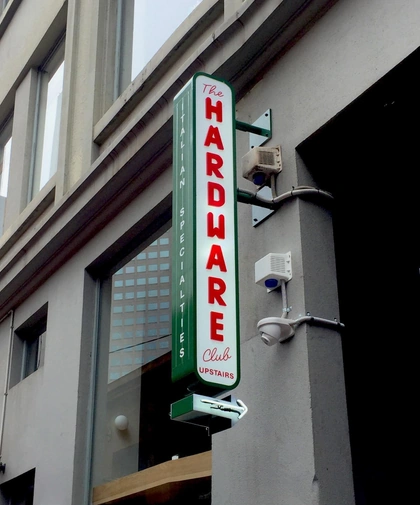 The
HARDWARE
Club
UPSTAIRS
ITALIAN SPECIALTIES